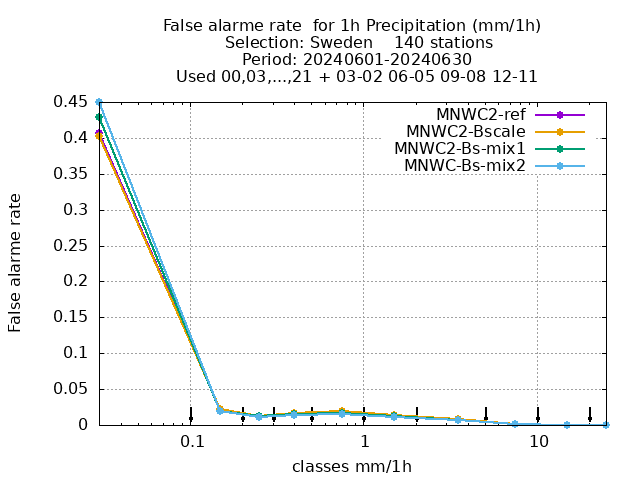 False alarme rate  for 1h Precipitation (mm/1h)
Selection: Sweden    140 stations
Period: 20240601-20240630
Used 00,03,...,21 + 03-02 06-05 09-08 12-11
MNWC2-ref
MNWC2-Bscale
MNWC2-Bs-mix1
MNWC-Bs-mix2
False alarme rate
0.45
0.4
0.35
0.3
0.25
0.2
0.15
0.1
0.05
0
0.1
1
10
classes mm/1h